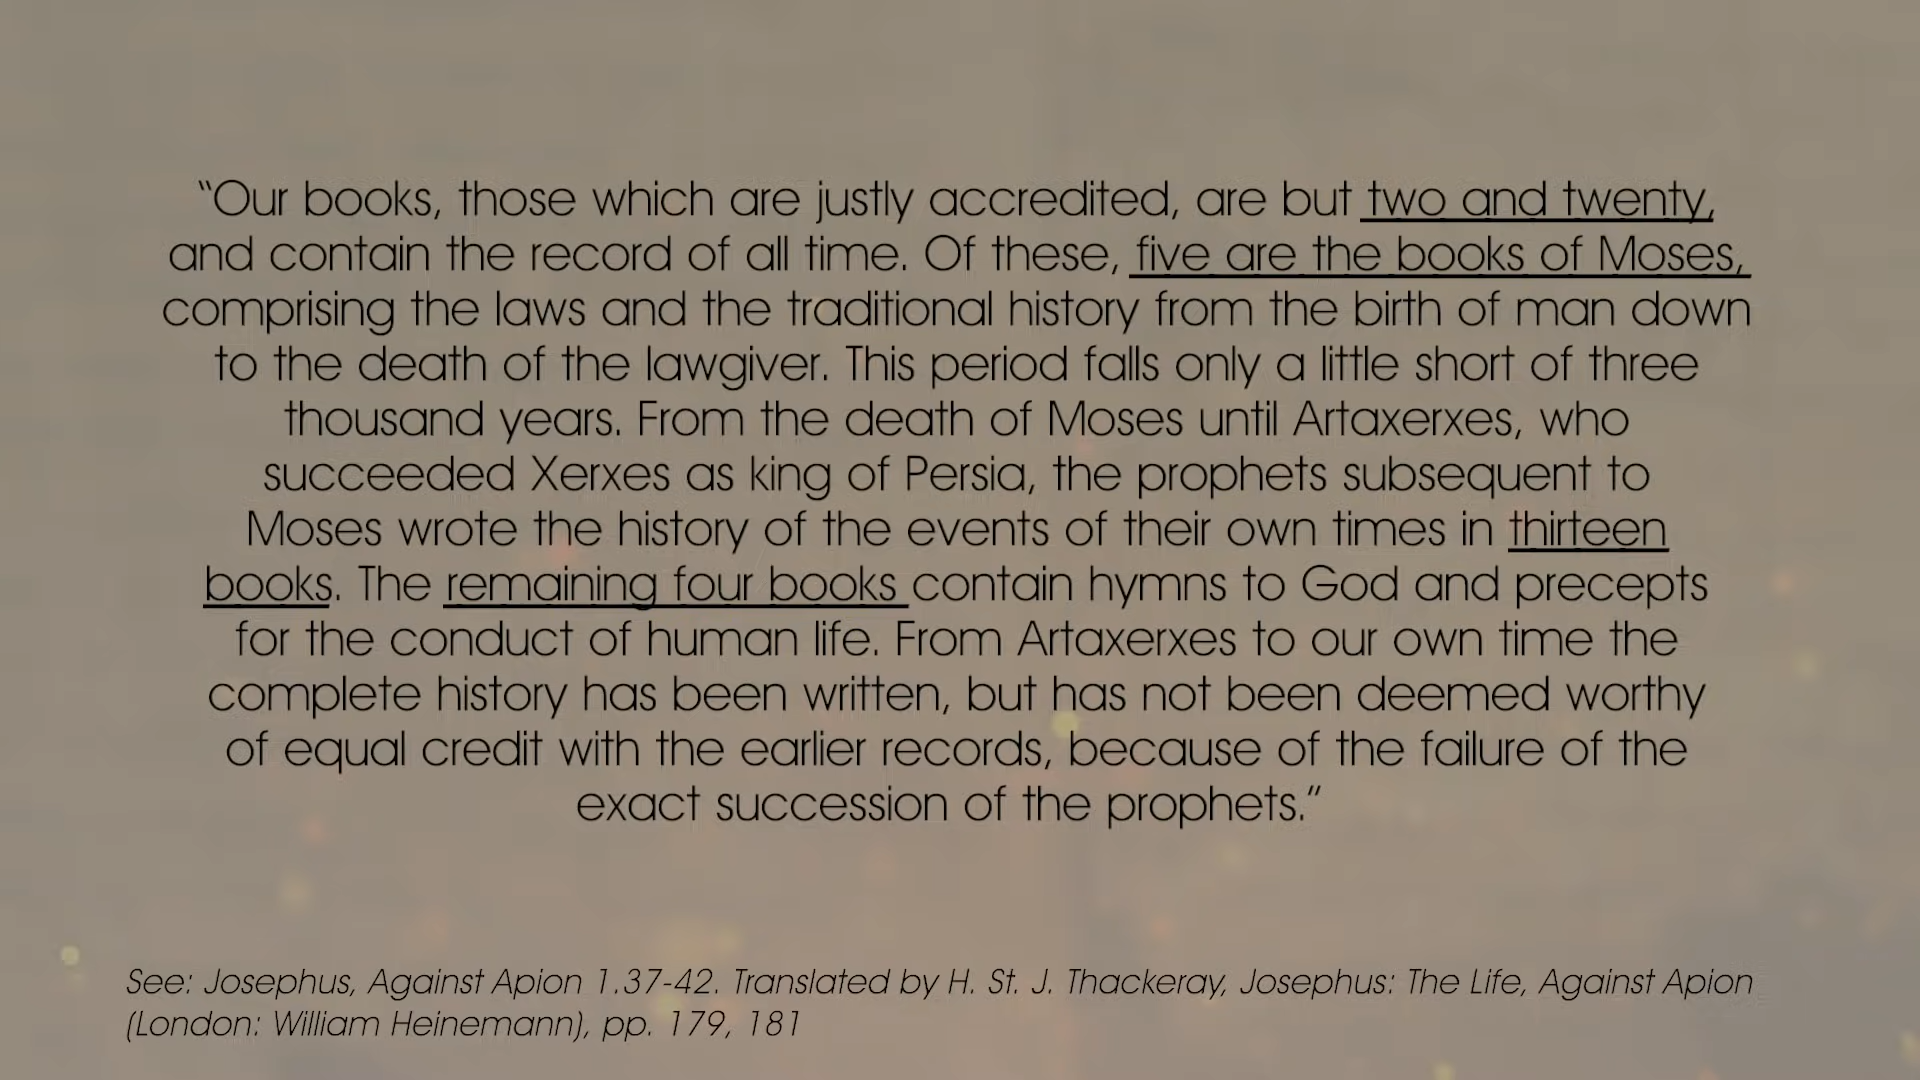 “Our books, those which are justly accredited, are but two and twenty,
and contain the record of all time. Of these, five are the books of Moses,
comprising the laws and the traditional history from the birth of man down
to the death of the lawgiver. This period falls only a little short of three
thousand years. From the death of Moses until Artaxerxes, who
succeeded Xerxes as king of Persia, the prophets subsequent to
Moses wrote the history of the events of their own times in thirteen
books. The remaining four books contain hymns to God and precepts
for the conduct of human life. From Artaxerxes to our own time the
complete history has been written, but has not been deemed worthy
of equal credit with the earlier records, because of the failure of the
exact succession of the prophets.”
See: Josephus, Against Apion 1.37-42. Translated by H. St. J. Thackeray, Josephus: The Life, Against Apion
(London: William Heinemann), pp. 179, 181